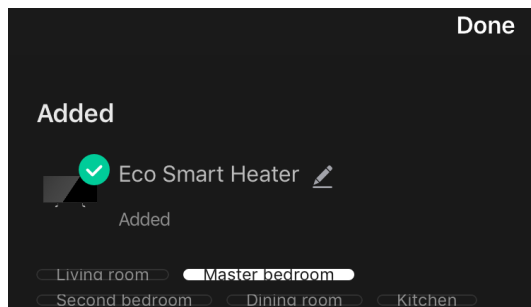 Done
Added
Eco Smart Heater
Added
Living room Master bedroom
Second bedroom Dining room Kitchen